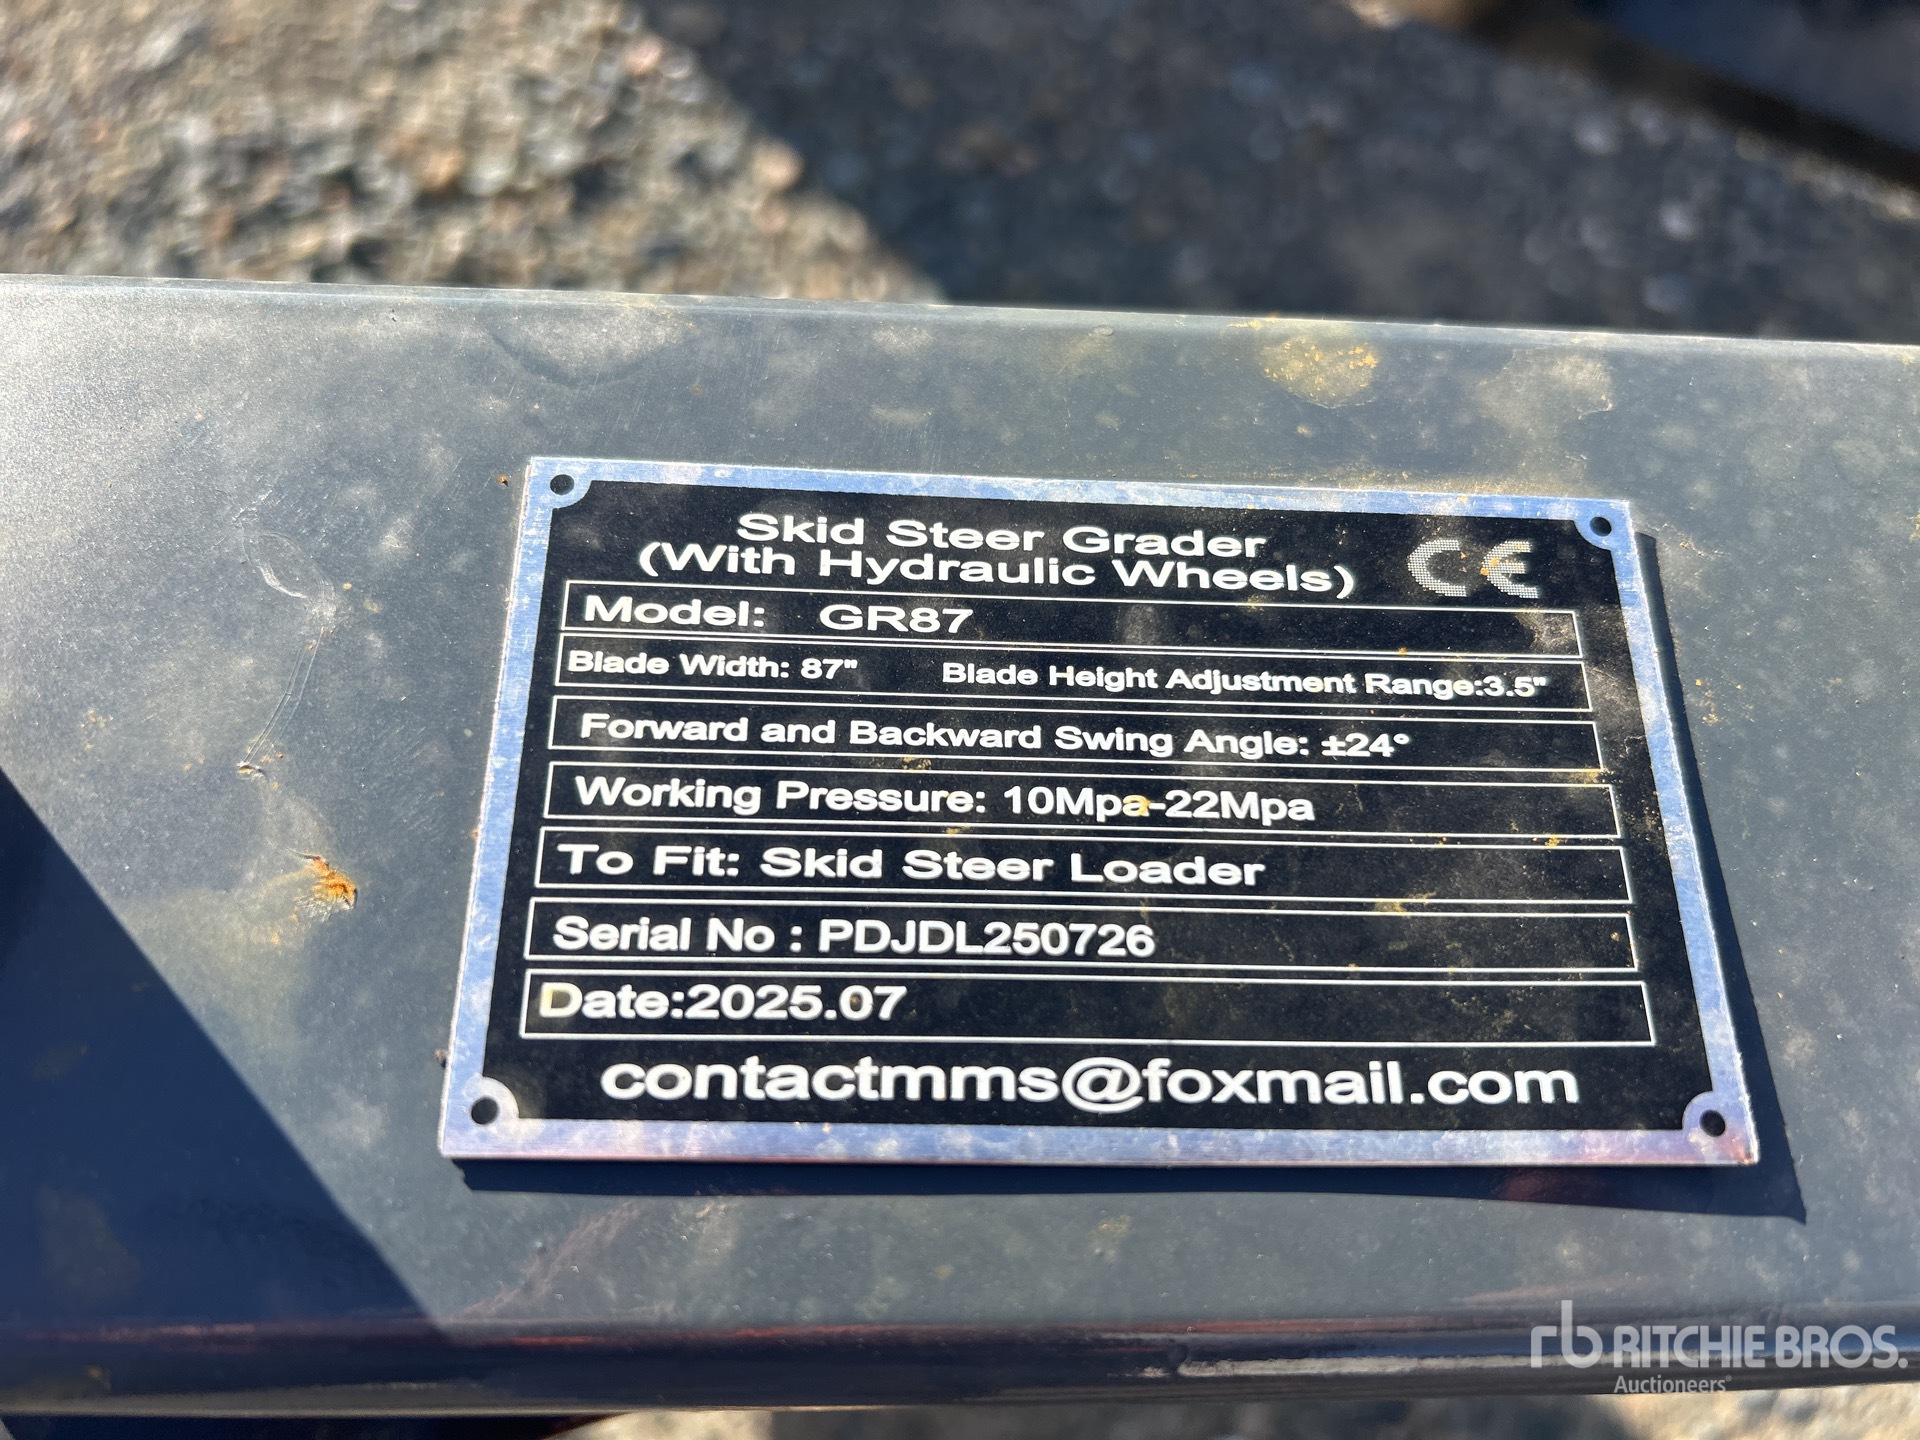 Skid Steer Grader
(With Hydraulic Wheels)
CE
Model: GR87
Blade Width: 87" Blade Height Adjustment Range:3.5"
Forward and Backward Swing Angle: ±24°
Working Pressure: 10Mpa-22Mpa
To Fit: Skid Steer Loader
Serial No : PDJDL250726
Date:2025.07
contactmms@foxmail.com
rb RITCHIE BROS.
Auctioneers